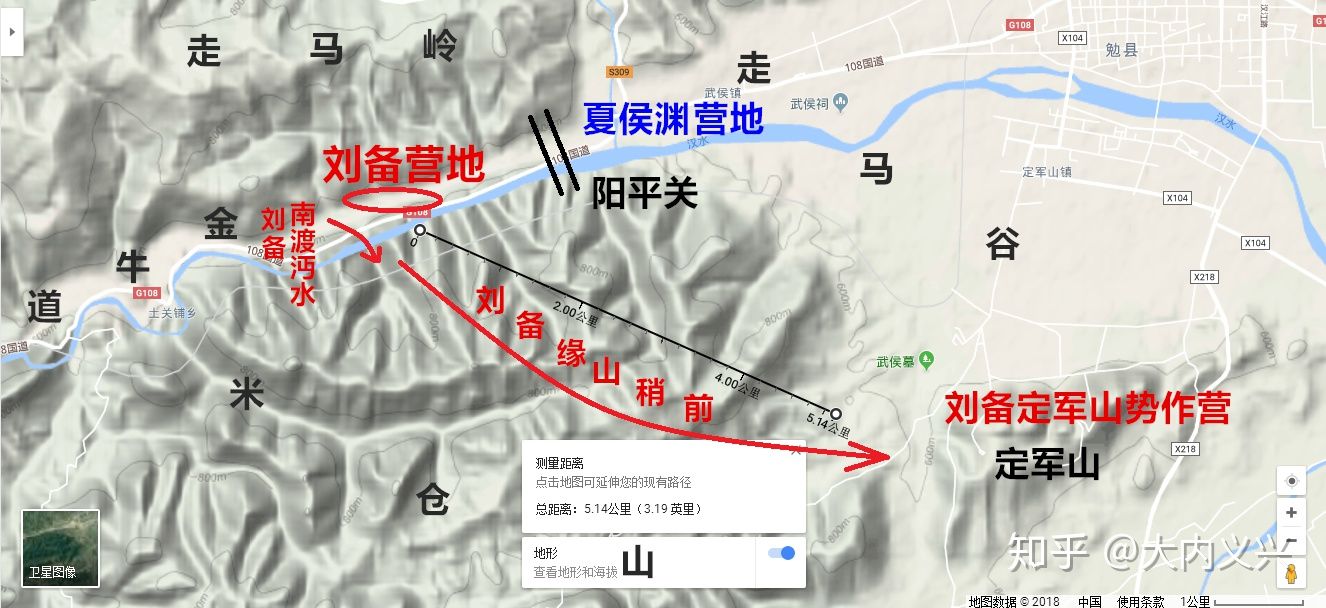 走马岭
走马谷
G108
X104
勉县
汉江路
S309
108国道
武侯镇
武侯祠
夏侯渊营地
汉水
汉水
国道
刘备营地
阳平关
定军山镇
X104
X104
X218
金牛道
刘备
南渡沔水
G108
0
108国道
800m
G108
土关铺乡
8国道
600m
800m
600m
2.00公里
刘备缘山稍前
800m
4.00公里
5.14公里
武侯墓
刘备定军山势作营
定军山
X218
米仓山
800m
600m
测量距离
点击地图可延伸您的现有路径
总距离：5.14公里（3.19 英里）
地形
查看地形和海拔
卫星图像
知乎 @大内义兴
地图数据 © 2018 中国 使用条款 1公里